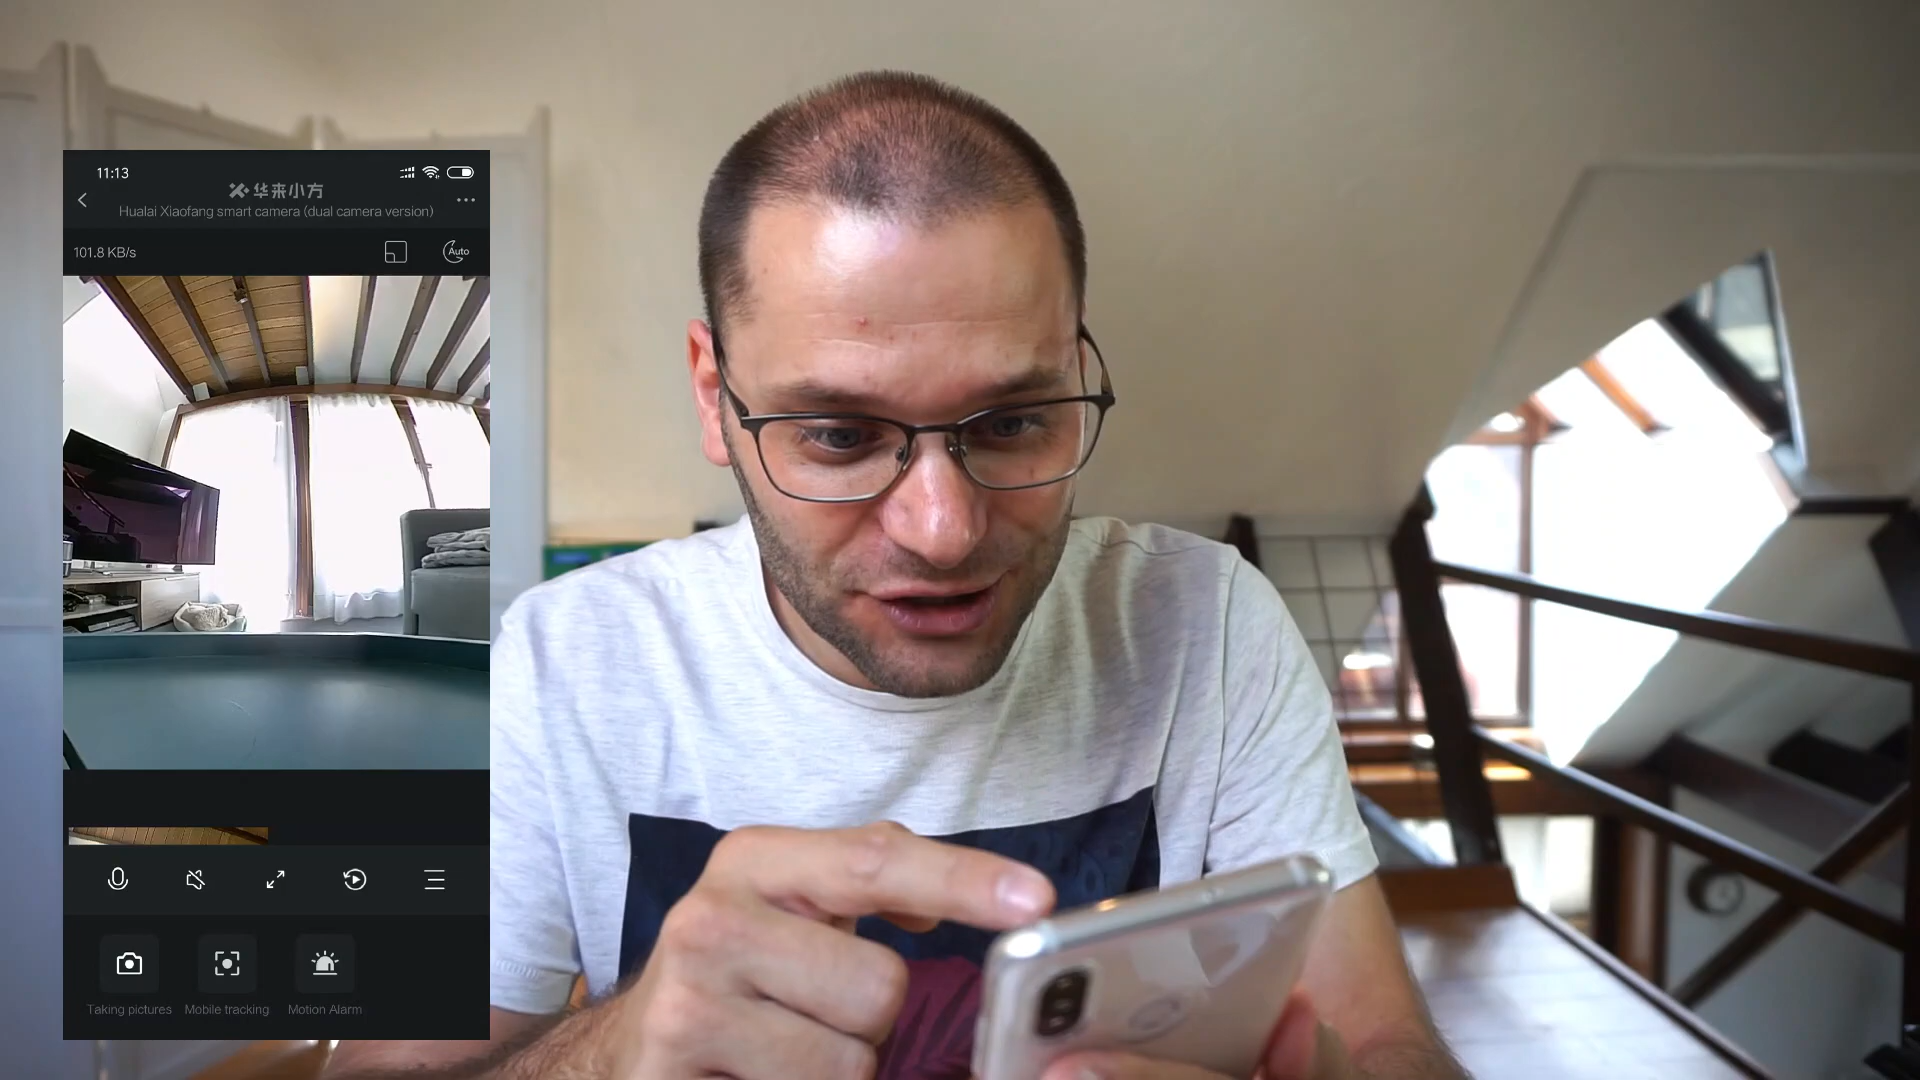 11:13
华来小方
Hualai Xiaofang smart camera (dual camera version)
101.8 KB/s
Auto
Taking pictures
Mobile tracking
Motion Alarm